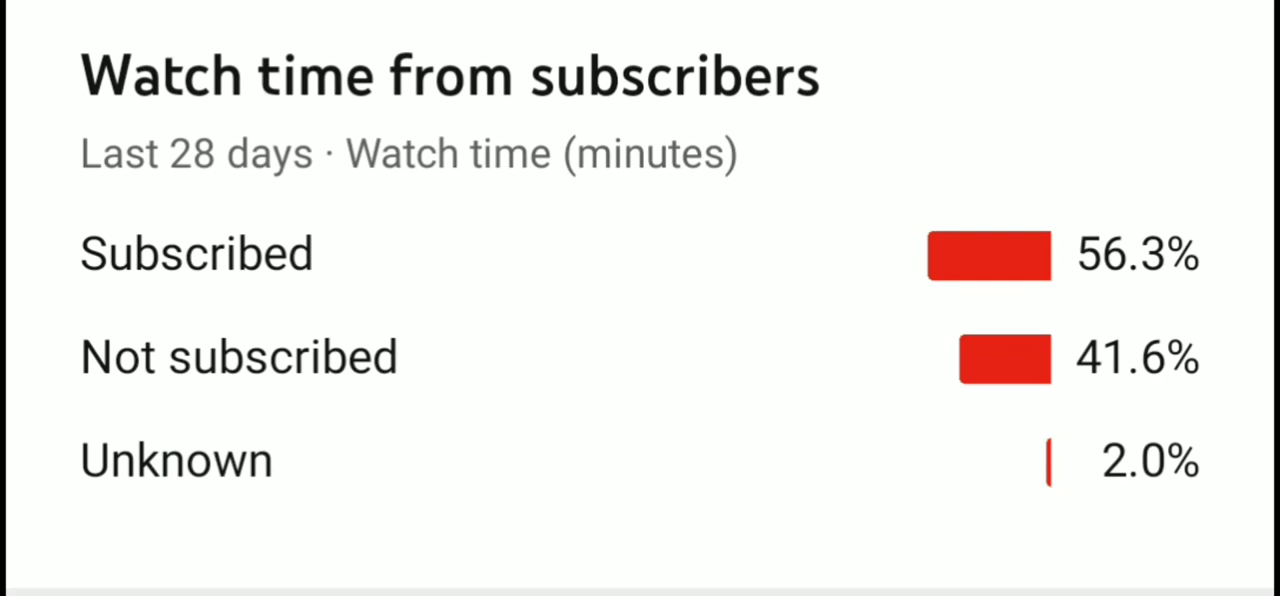 Watch time from subscribers
Last 28 days · Watch time (minutes)
Subscribed 56.3%
Not subscribed 41.6%
Unknown 2.0%